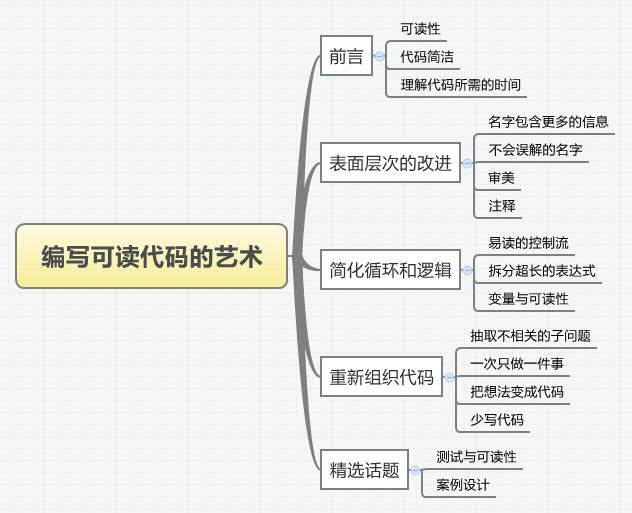 编写可读代码的艺术
前言
可读性
代码简洁
理解代码所需的时间
表面层次的改进
名字包含更多的信息
不会误解的名字
审美
注释
简化循环和逻辑
易读的控制流
拆分超长的表达式
变量与可读性
重新组织代码
抽取不相关的子问题
一次只做一件事
把想法变成代码
少写代码
精选话题
测试与可读性
案例设计